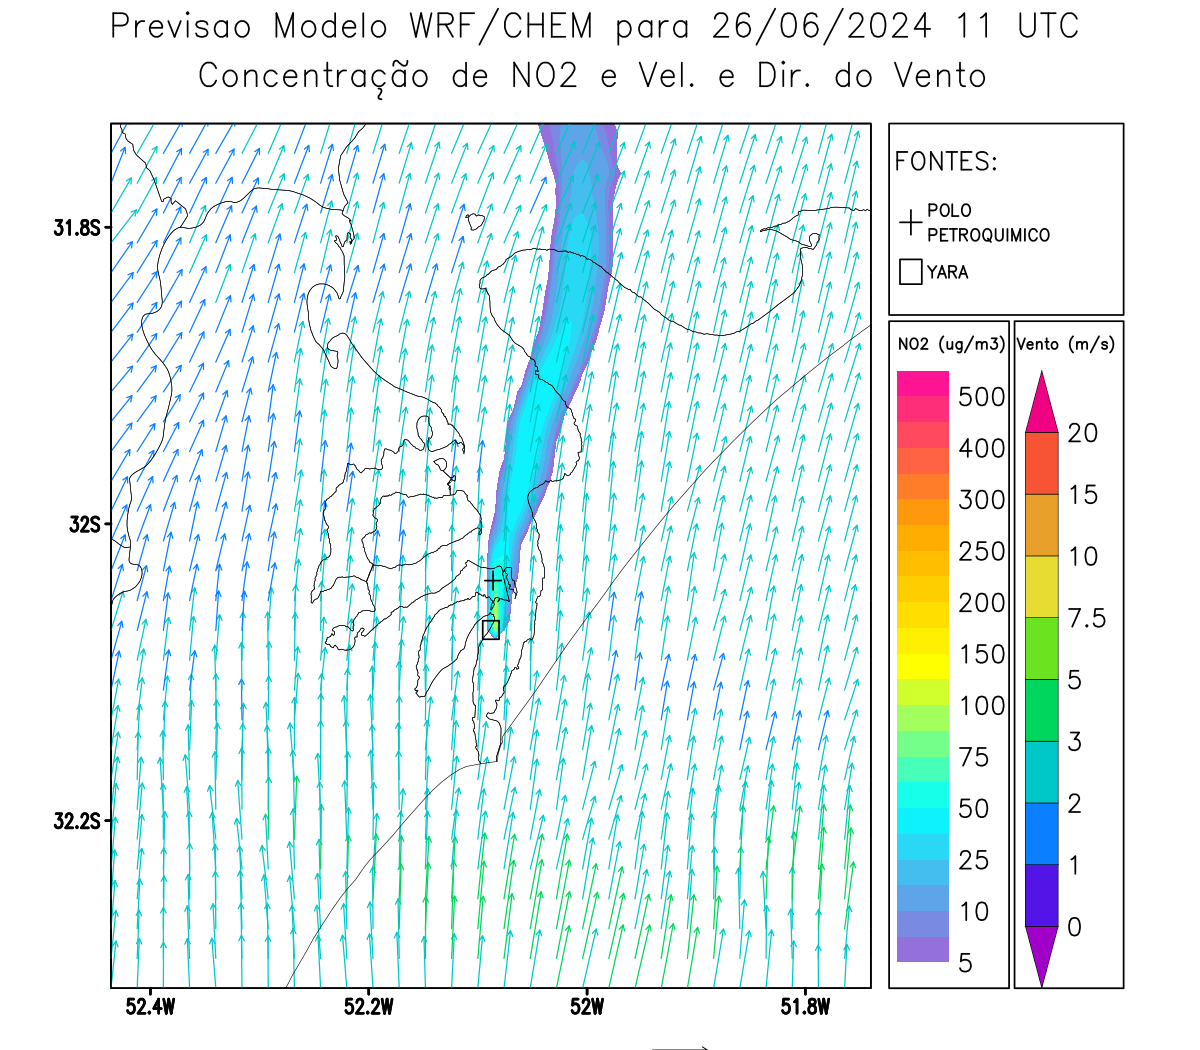 Previsao Modelo WRF/CHEM para 26/06/2024 11 UTC
Concentração de NO2 e Vel. e Dir. do Vento
FONTES:
POLO
PETROQUIMICO
YARA
NO2 (ug/m3)
500
400
300
250
200
150
100
75
50
25
10
5
Vento (m/s)
20
15
10
7.5
5
3
2
1
0
31.8S
32S
32.2S
52.4W
52.2W
52W
51.8W